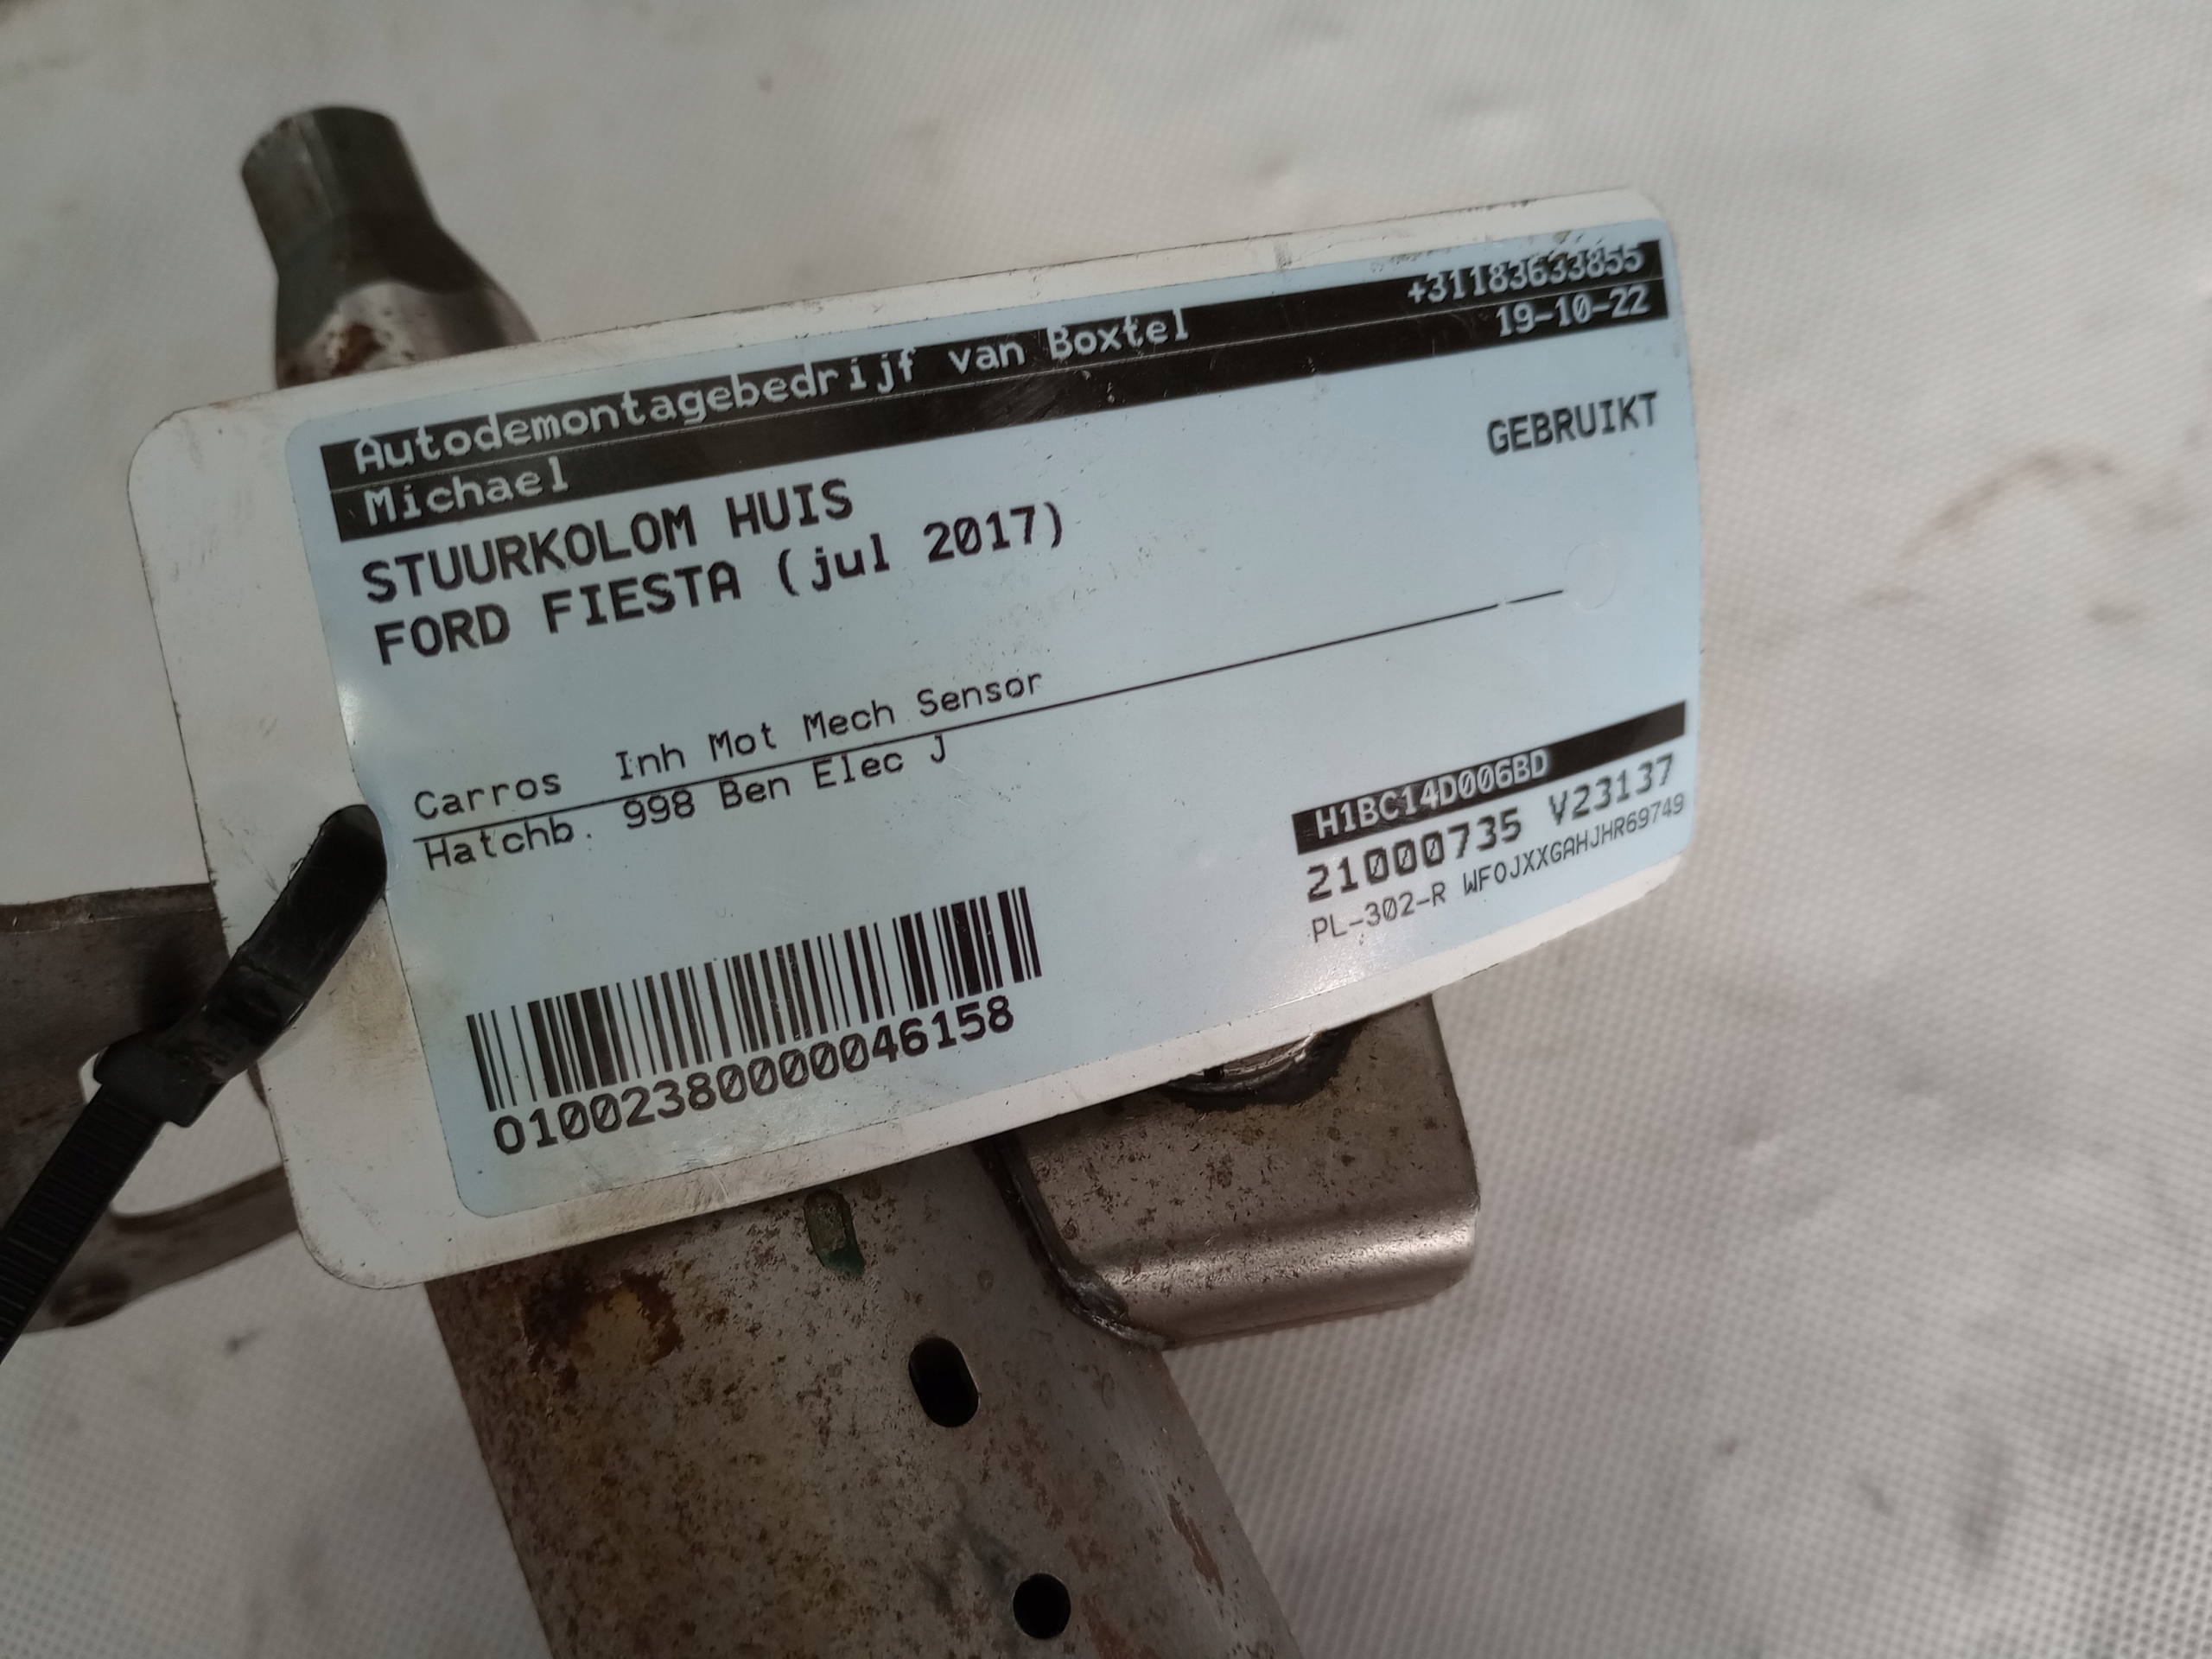 Autodemontagebedrijf van Boxtel +31183633855
Michael 19-10-22
STUURKOLOM HUIS GEBRUIKT
FORD FIESTA (jul 2017)
Carros Inh Mot Mech Sensor
Hatchb. 998 Ben Elec J
H1BC14D006BD
21000735 V23137
PL-302-R WF0JXXGAHJHR69749
0100238000046158